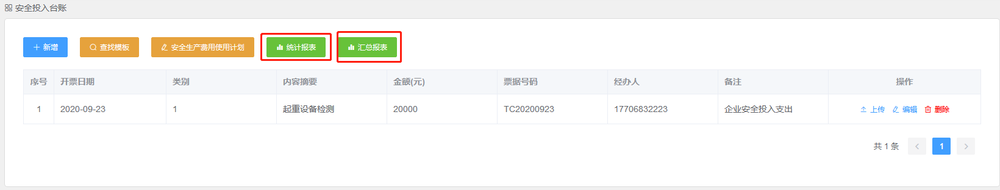 安全投入台账
新增 查找模板 安全生产费用使用计划 统计报表 汇总报表
序号 开票日期 类别 内容摘要 金额(元) 票据号码 经办人 备注 操作
1 2020-09-23 1 起重设备检测 20000 TC20200923 17706832223 企业安全投入支出 上传 编辑 删除
共 1 条 1